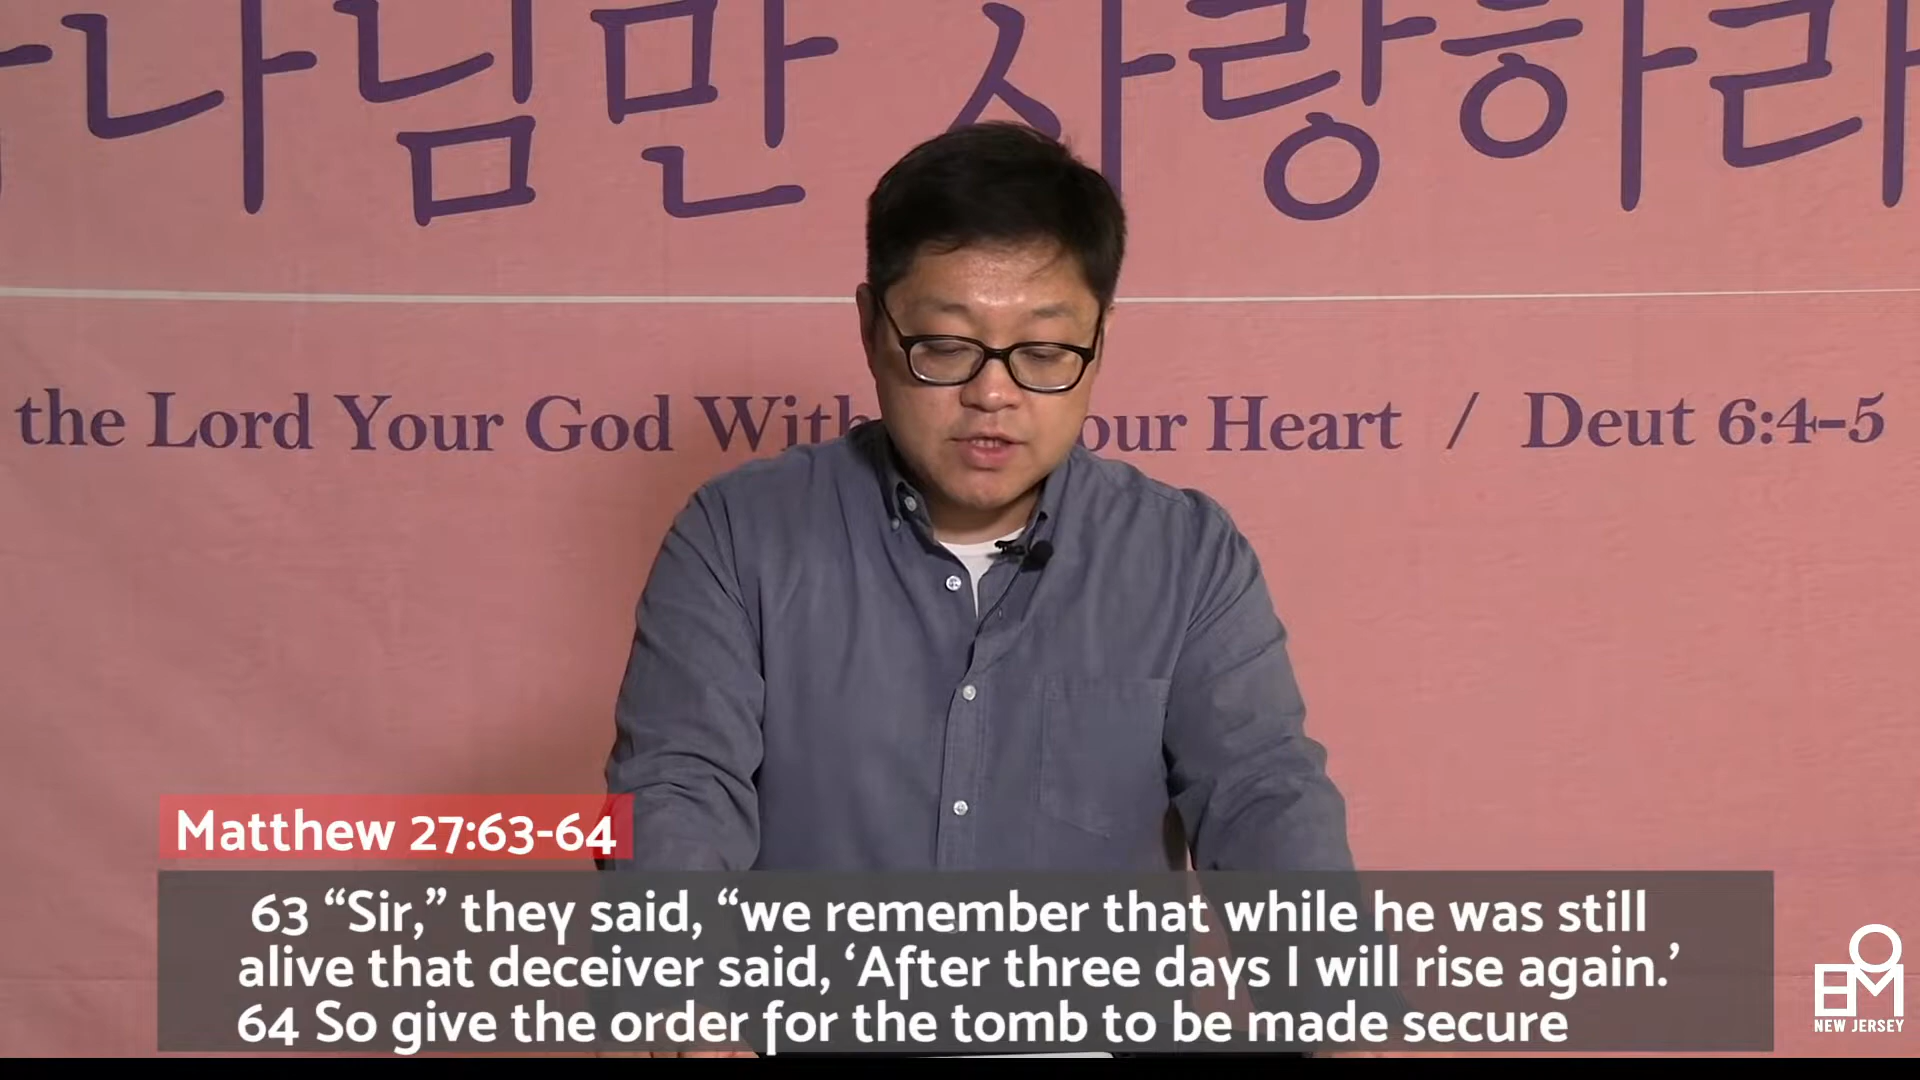 나님만 사랑하라
the Lord Your God With our Heart / Deut 6:4-5
Matthew 27:63-64
63 “Sir,” they said, “we remember that while he was still
alive that deceiver said, ‘After three days I will rise again.’
64 So give the order for the tomb to be made secure
EOMO
NEW JERSEY